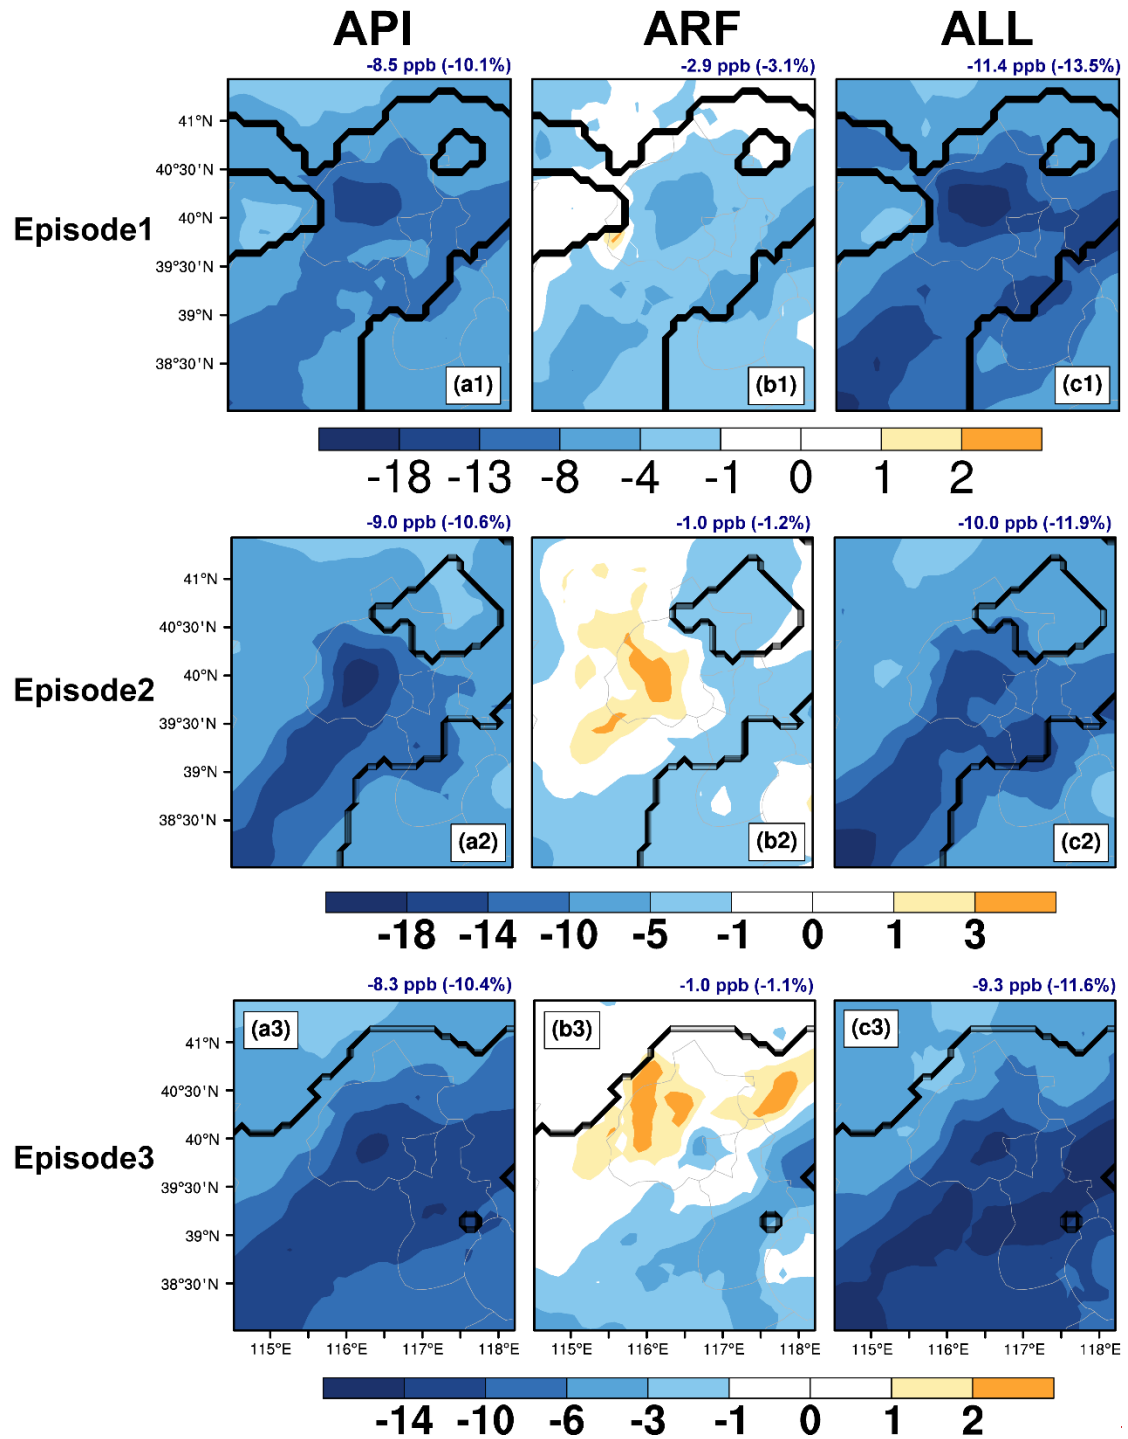 API ARF ALL
-8.5 ppb (-10.1%) -2.9 ppb (-3.1%) -11.4 ppb (-13.5%)
Episode1
41°N
40°30'N
40°N
39°30'N
39°N
38°30'N
(a1) (b1) (c1)
-18 -13 -8 -4 -1 0 1 2
-9.0 ppb (-10.6%) -1.0 ppb (-1.2%) -10.0 ppb (-11.9%)
Episode2
41°N
40°30'N
40°N
39°30'N
39°N
38°30'N
(a2) (b2) (c2)
-18 -14 -10 -5 -1 0 1 3
-8.3 ppb (-10.4%) -1.0 ppb (-1.1%) -9.3 ppb (-11.6%)
(a3) (b3) (c3)
Episode3
41°N
40°30'N
40°N
39°30'N
39°N
38°30'N
115°E 116°E 117°E 118°E 115°E 116°E 117°E 118°E 115°E 116°E 117°E 118°E
-14 -10 -6 -3 -1 0 1 2